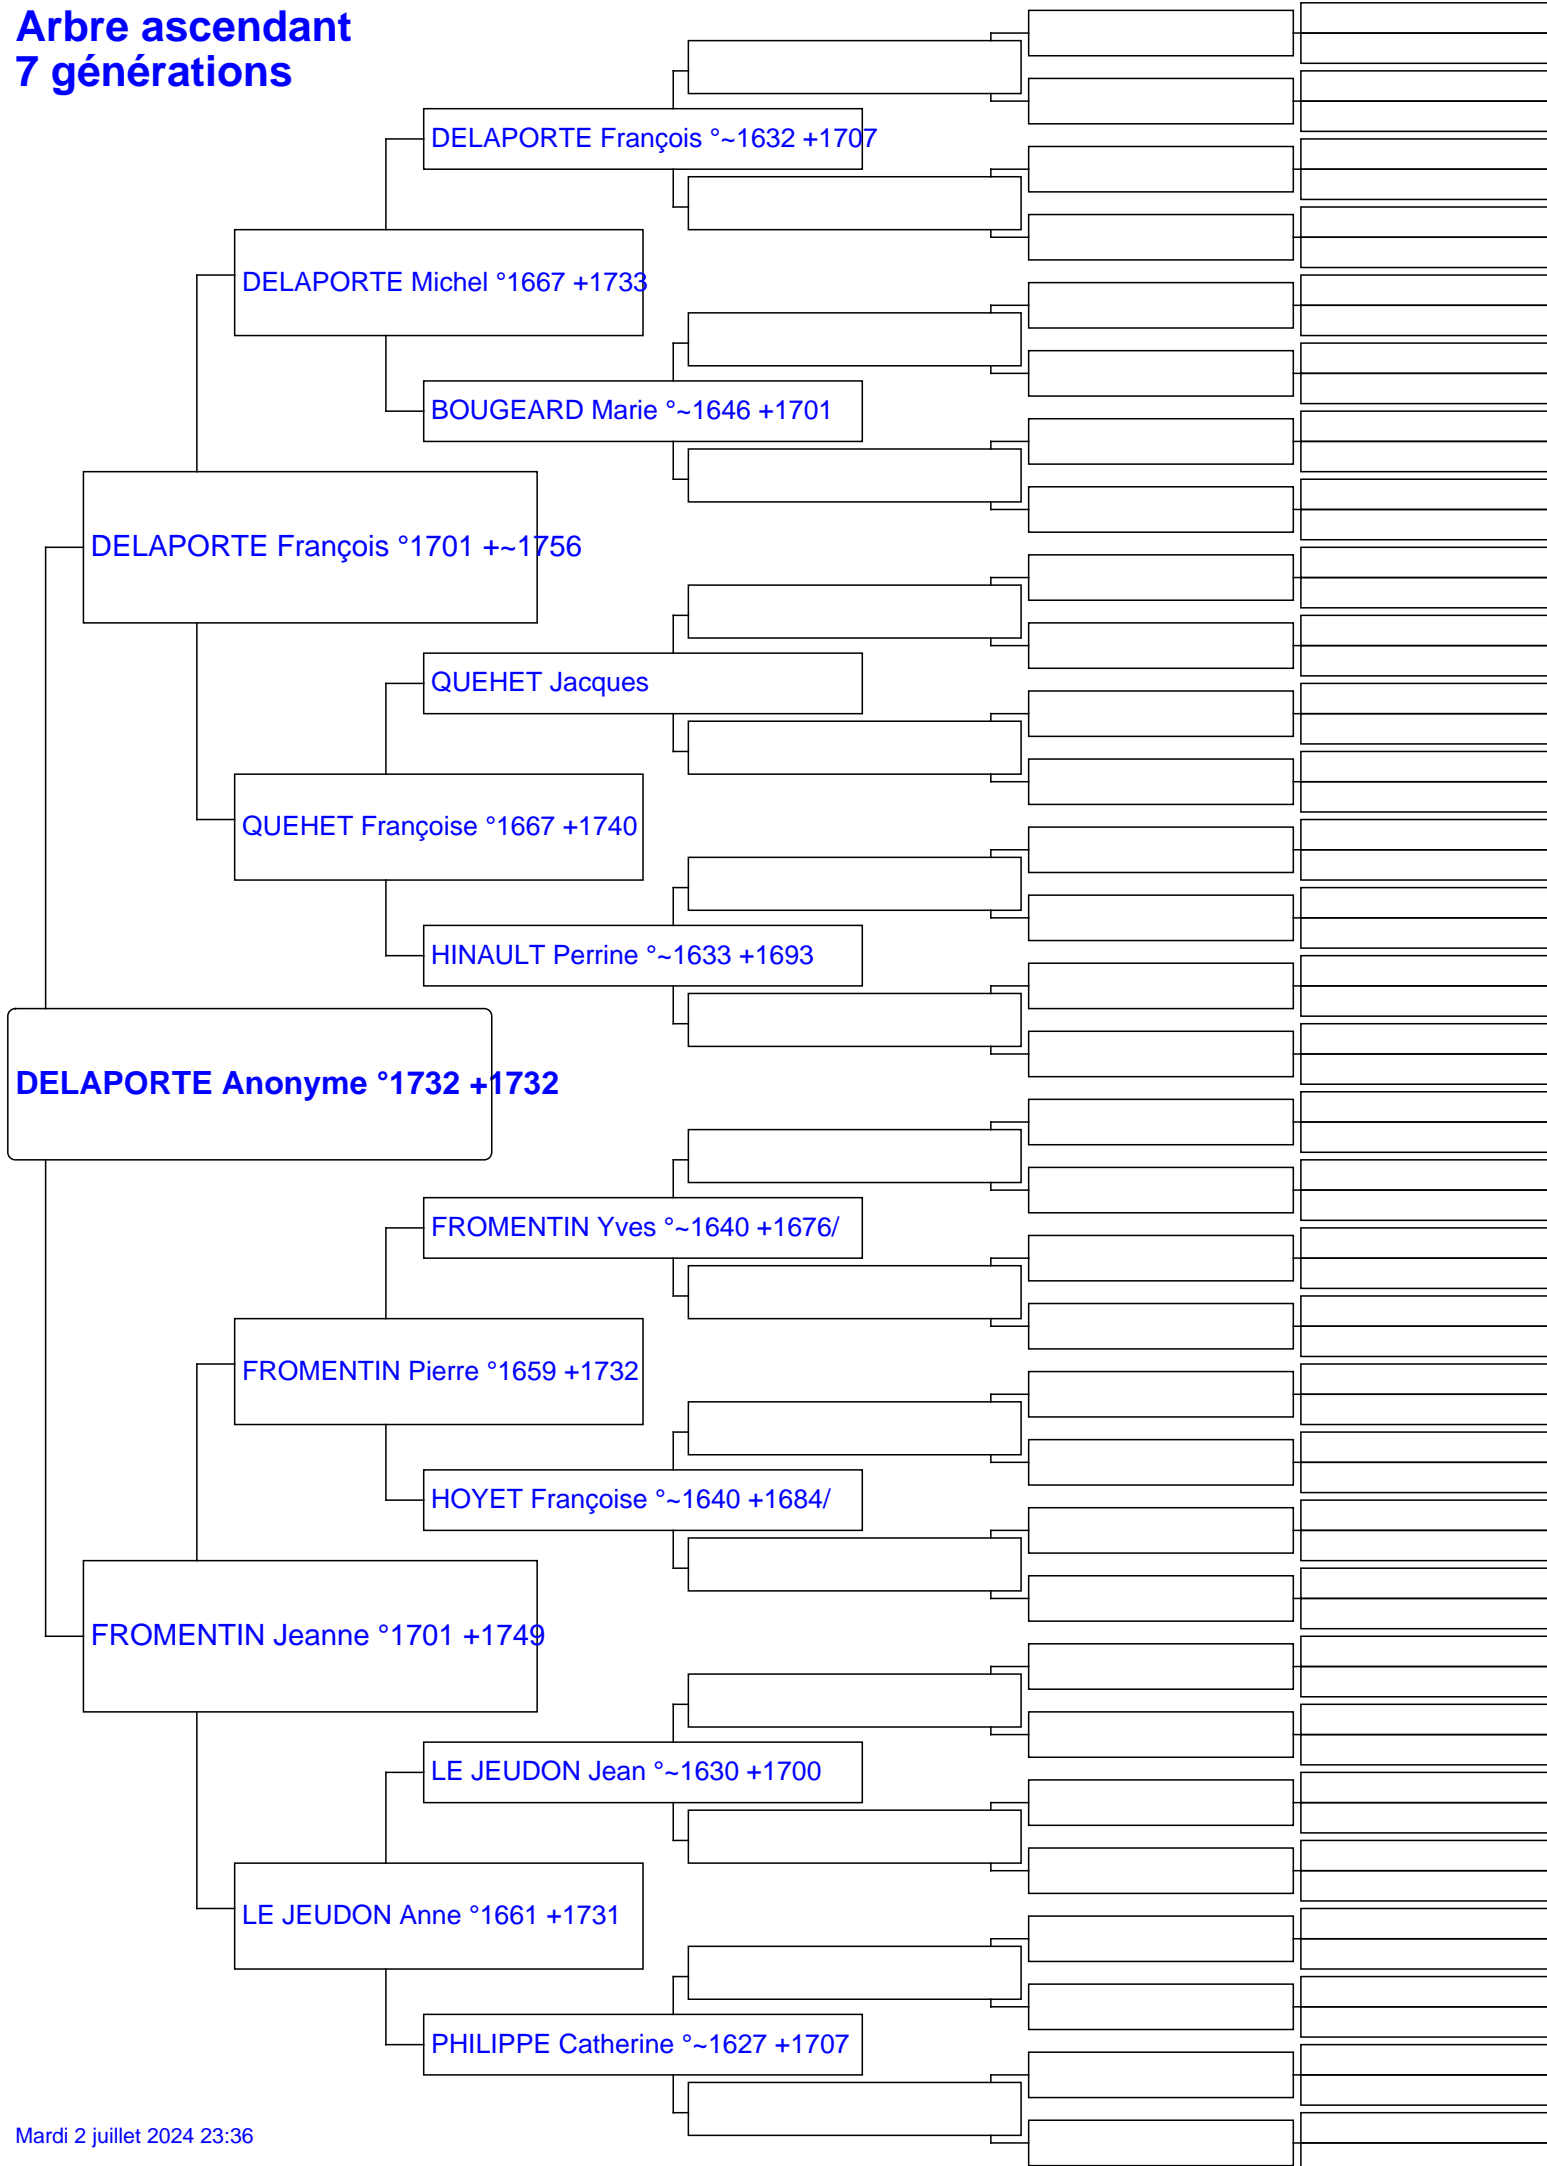 Arbre ascendant
7 générations
DELAPORTE François °~1632 +1707
DELAPORTE Michel °1667 +1733
BOUGEARD Marie °~1646 +1701
DELAPORTE François °1701 +~1756
QUEHET Jacques
QUEHET Françoise °1667 +1740
HINAULT Perrine °~1633 +1693
DELAPORTE Anonyme °1732 +1732
FROMENTIN Yves °~1640 +1676/
FROMENTIN Pierre °1659 +1732
HOYET Françoise °~1640 +1684/
FROMENTIN Jeanne °1701 +1749
LE JEUDON Jean °~1630 +1700
LE JEUDON Anne °1661 +1731
PHILIPPE Catherine °~1627 +1707
Mardi 2 juillet 2024 23:36